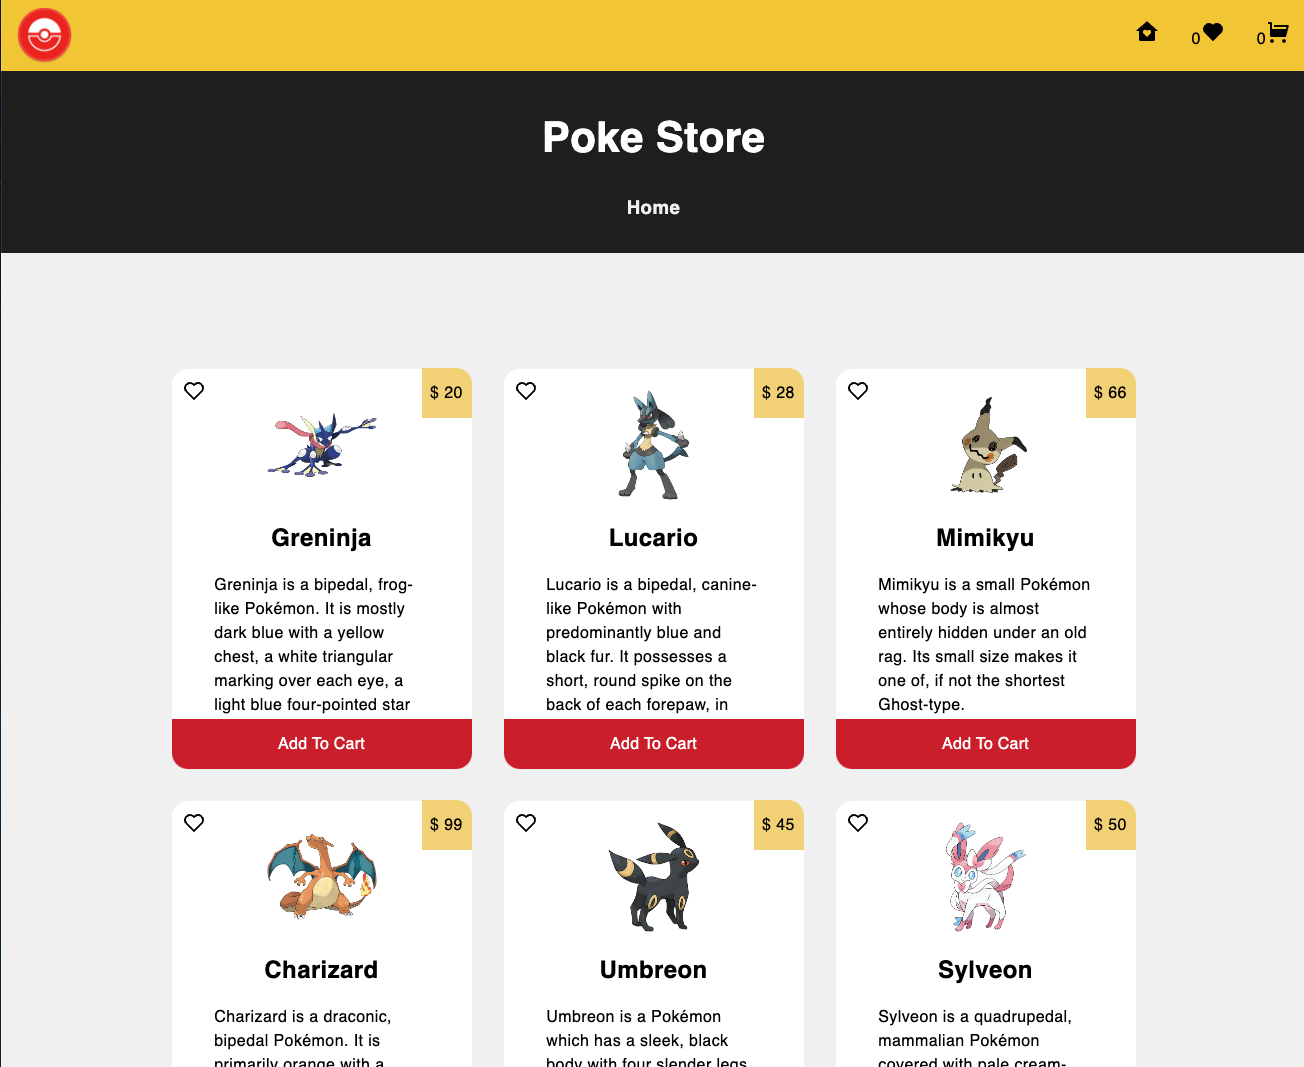 0
0
Poke Store
Home
$ 20
Greninja
Greninja is a bipedal, frog-
like Pokémon. It is mostly
dark blue with a yellow
chest, a white triangular
marking over each eye, a
light blue four-pointed star
Add To Cart
$ 28
Lucario
Lucario is a bipedal, canine-
like Pokémon with
predominantly blue and
black fur. It possesses a
short, round spike on the
back of each forepaw, in
Add To Cart
$ 66
Mimikyu
Mimikyu is a small Pokémon
whose body is almost
entirely hidden under an old
rag. Its small size makes it
one of, if not the shortest
Ghost-type.
Add To Cart
$ 99
Charizard
Charizard is a draconic,
bipedal Pokémon. It is
primarily orange with a
$ 45
Umbreon
Umbreon is a Pokémon
which has a sleek, black
body with four slender legs
$ 50
Sylveon
Sylveon is a quadrupedal,
mammalian Pokémon
covered with pale cream-